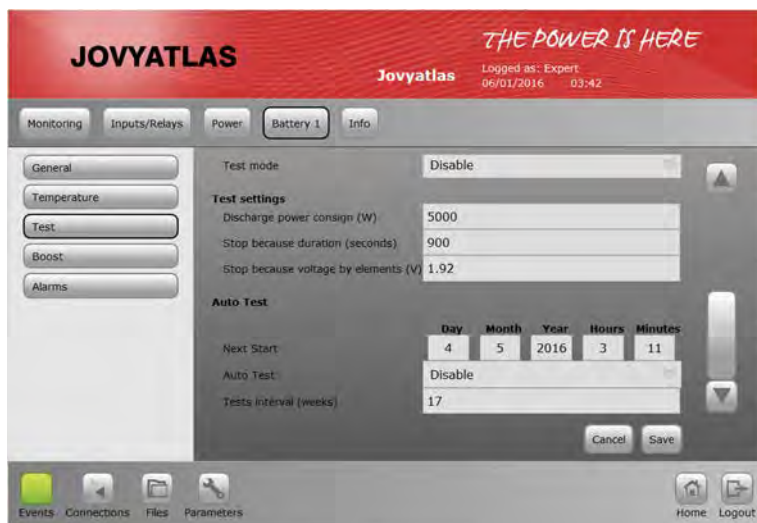 JOVYATLAS
THE POWER IS HERE
Jovyatlas
Logged as: Expert
06/01/2016 03:42
Monitoring Inputs/Relays Power Battery 1 Info
General
Temperature
Test
Boost
Alarms
Test mode Disable
Test settings
Discharge power consign (W) 5000
Stop because duration (seconds) 900
Stop because voltage by elements (V) 1.92
Auto Test
Day Month Year Hours Minutes
Next Start 4 5 2016 3 11
Auto Test Disable
Tests interval (weeks) 17
Cancel Save
Events Connections Files Parameters
Home Logout